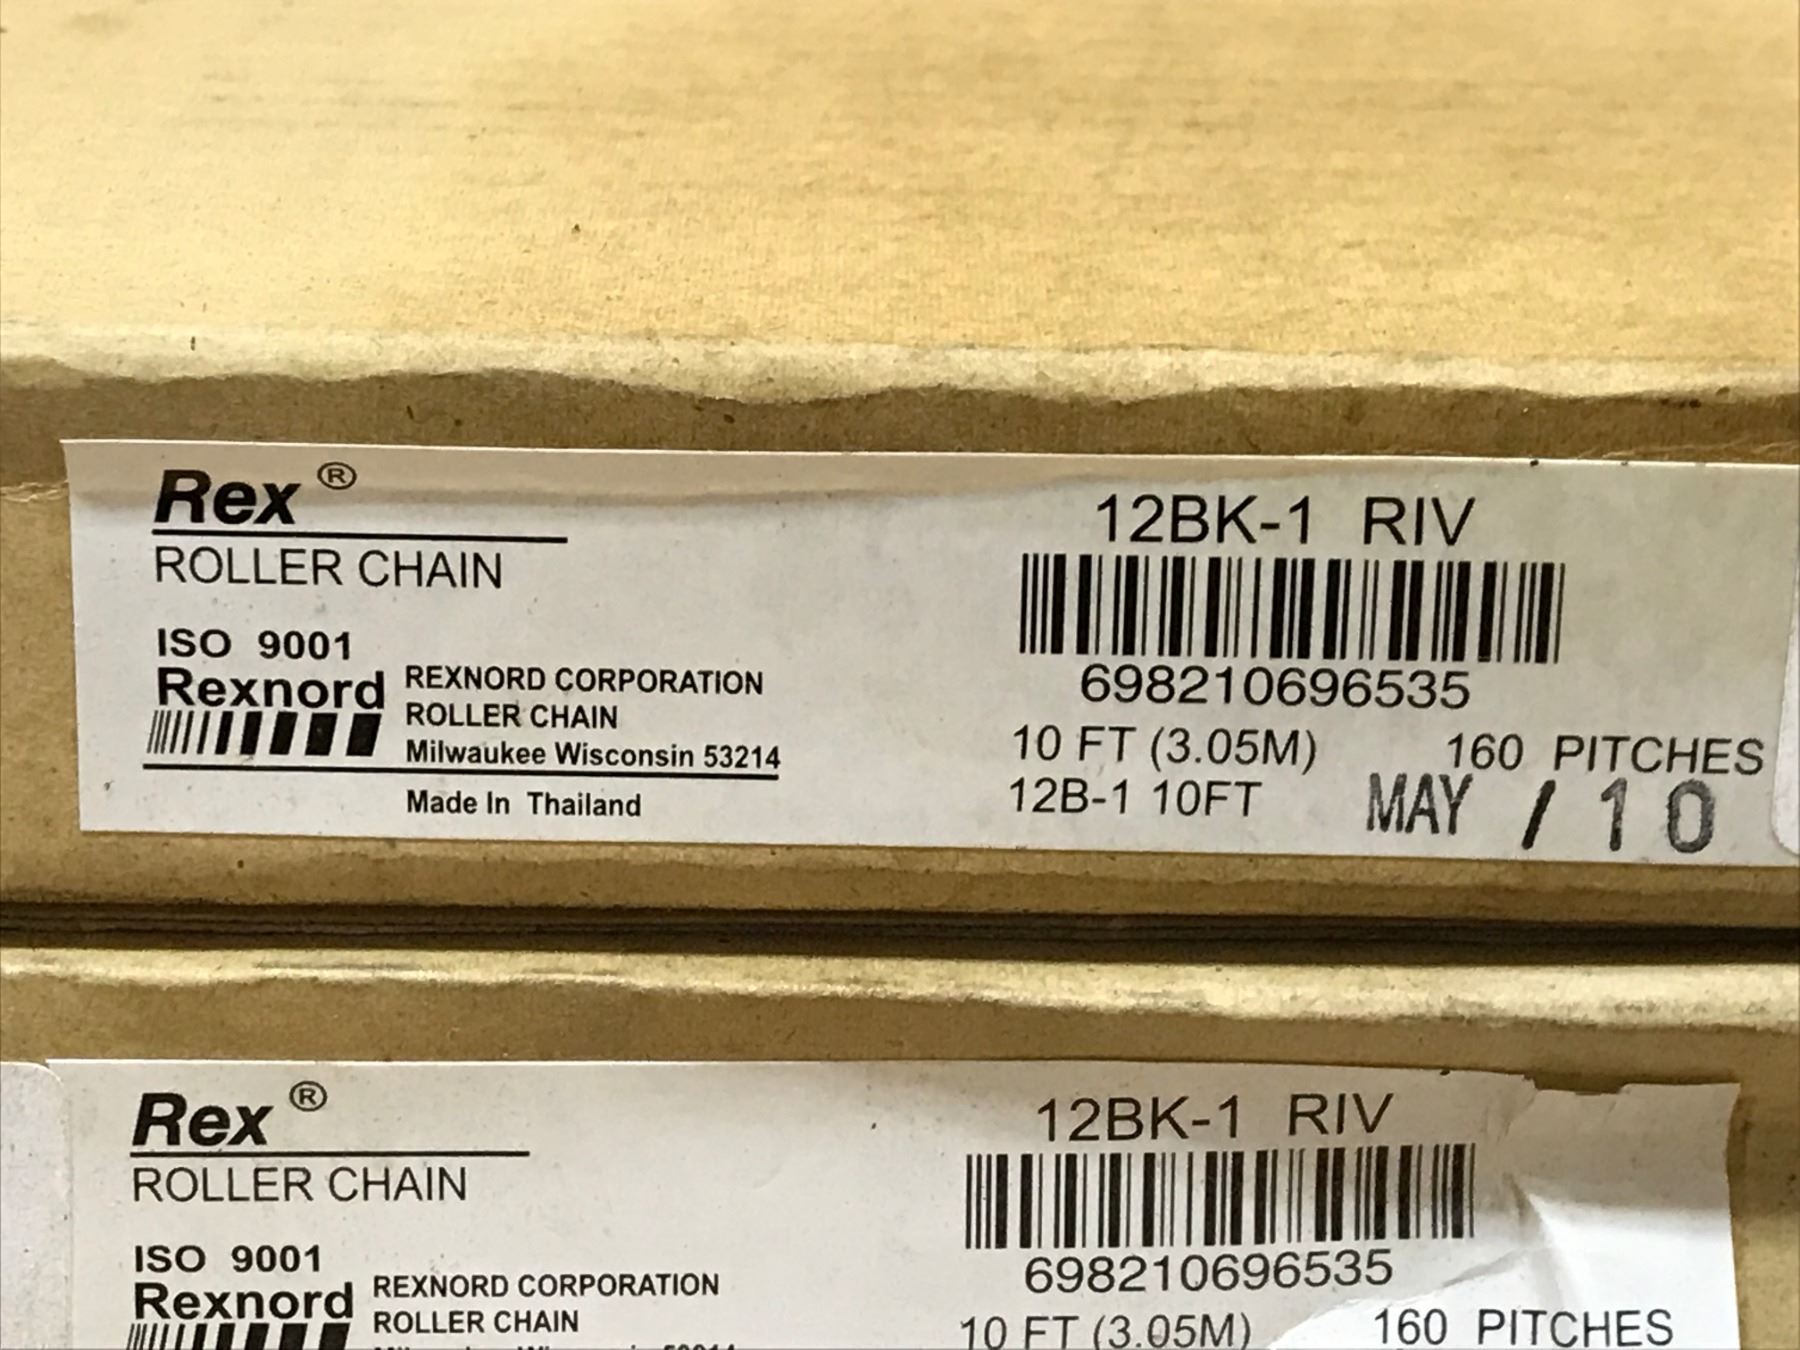 Rex ®
ROLLER CHAIN
ISO 9001
Rexnord
REXNORD CORPORATION
ROLLER CHAIN
Milwaukee Wisconsin 53214
Made In Thailand
12BK-1 RIV
698210696535
10 FT (3.05M) 160 PITCHES
12B-1 10FT MAY / 10
Rex ®
ROLLER CHAIN
ISO 9001
Rexnord
REXNORD CORPORATION
ROLLER CHAIN
12BK-1 RIV
698210696535
10 FT (3.05M) 160 PITCHES